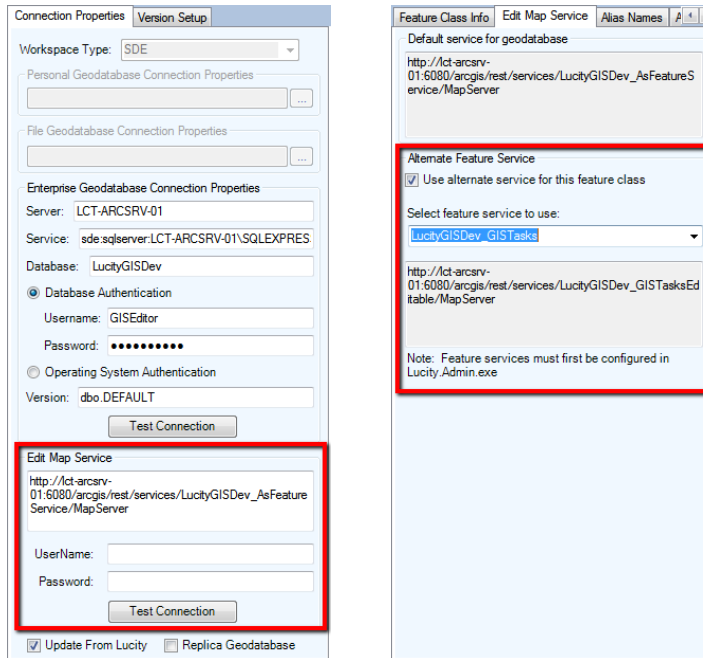 Connection Properties
Version Setup
Workspace Type: SDE
Personal Geodatabase Connection Properties
...
File Geodatabase Connection Properties
...
Enterprise Geodatabase Connection Properties
Server: LCT-ARCSRV-01
Service: sde:sqlserver:LCT-ARCSRV-01\SQLEXPRES
Database: LucityGISDev
Database Authentication
Username: GISEditor
Password: ●●●●●●●●●●
Operating System Authentication
Version: dbo.DEFAULT
Test Connection
Edit Map Service
http://lct-arcsrv-
01:6080/arcgis/rest/services/LucityGISDev_AsFeature
Service/MapServer
UserName:
Password:
Test Connection
Update From Lucity
Replica Geodatabase
Feature Class Info
Edit Map Service
Alias Names
Default service for geodatabase
http://lct-arcsrv-
01:6080/arcgis/rest/services/LucityGISDev_AsFeatureS
ervice/MapServer
Alternate Feature Service
Use alternate service for this feature class
Select feature service to use:
LucityGISDev_GISTasks
http://lct-arcsrv-
01:6080/arcgis/rest/services/LucityGISDev_GISTasksEd
itable/MapServer
Note: Feature services must first be configured in
Lucity.Admin.exe